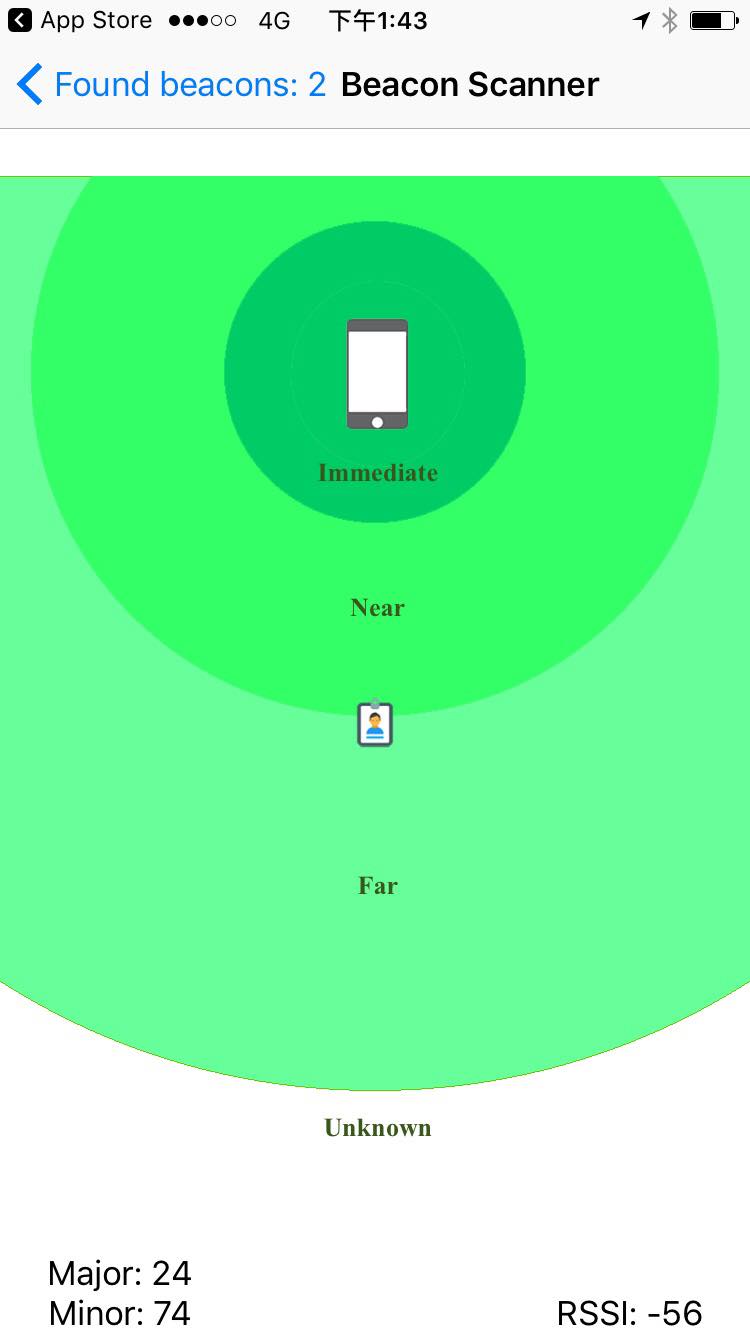 App Store 4G 下午1:43
Found beacons: 2 Beacon Scanner
Immediate
Near
Far
Unknown
Major: 24
Minor: 74 RSSI: -56